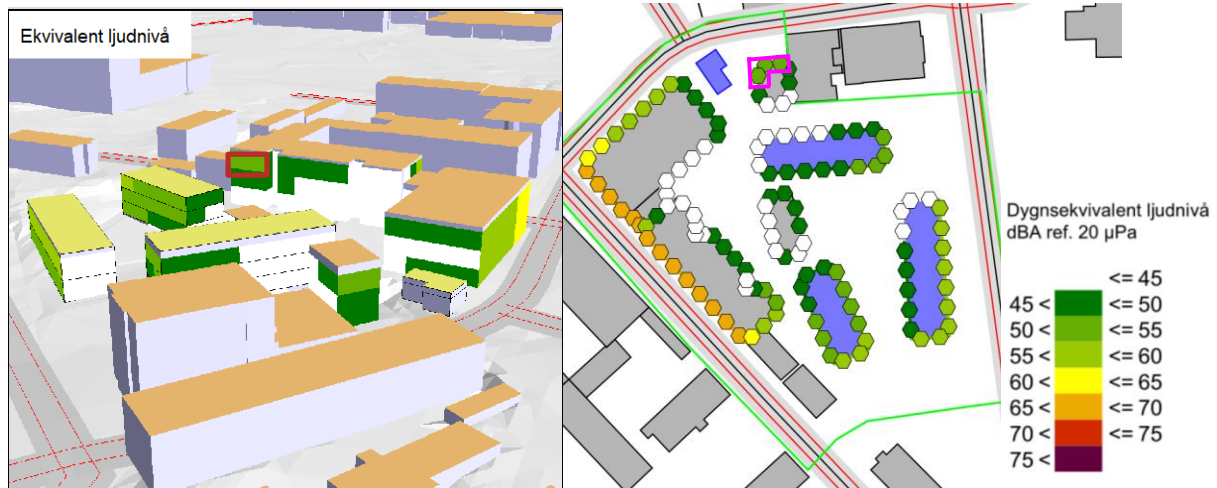 Ekvivalent ljudnivå
Dygnsekvivalent ljudnivå
dBA ref. 20 µPa
<= 45
45 < <= 50
50 < <= 55
55 < <= 60
60 < <= 65
65 < <= 70
70 < <= 75
75 <